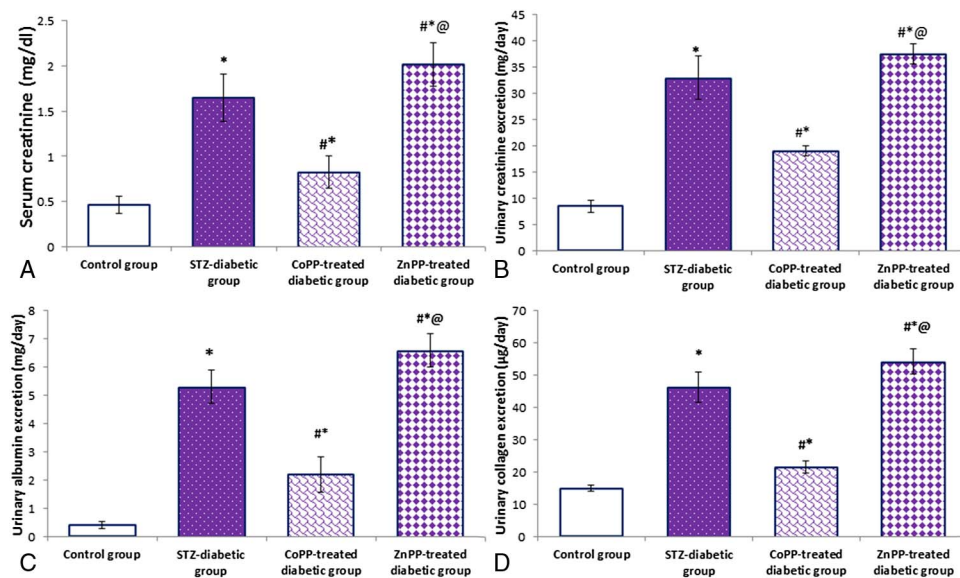 Serum creatinine (mg/dl)
2.5
2
1.5
1
0.5
0
*
#*
#*@
A
Control group
STZ-diabetic
group
CoPP-treated
diabetic group
ZnPP-treated
diabetic group
Urinary creatinine excretion (mg/day)
45
40
35
30
25
20
15
10
5
0
*
#*
#*@
B
Control group
STZ-diabetic
group
CoPP-treated
diabetic group
ZnPP-treated
diabetic group
Urinary albumin excretion (mg/day)
8
7
6
5
4
3
2
1
0
*
#*
#*@
C
Control group
STZ-diabetic
group
CoPP-treated
diabetic group
ZnPP-treated
diabetic group
Urinary collagen excretion (µg/day)
70
60
50
40
30
20
10
0
*
#*
#*@
D
Control group
STZ-diabetic
group
CoPP-treated
diabetic group
ZnPP-treated
diabetic group